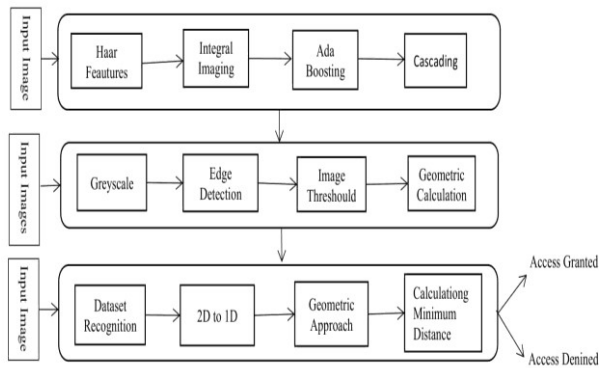 Input Image
Haar
Feautures
Integral
Imaging
Ada
Boosting
Cascading
Input Images
Greyscale
Edge
Detection
Image
Threshould
Geometric
Calculation
Input Image
Dataset
Recognition
2D to 1D
Geometric
Approach
Calculationg
Minimum
Distance
Access Granted
Access Denined